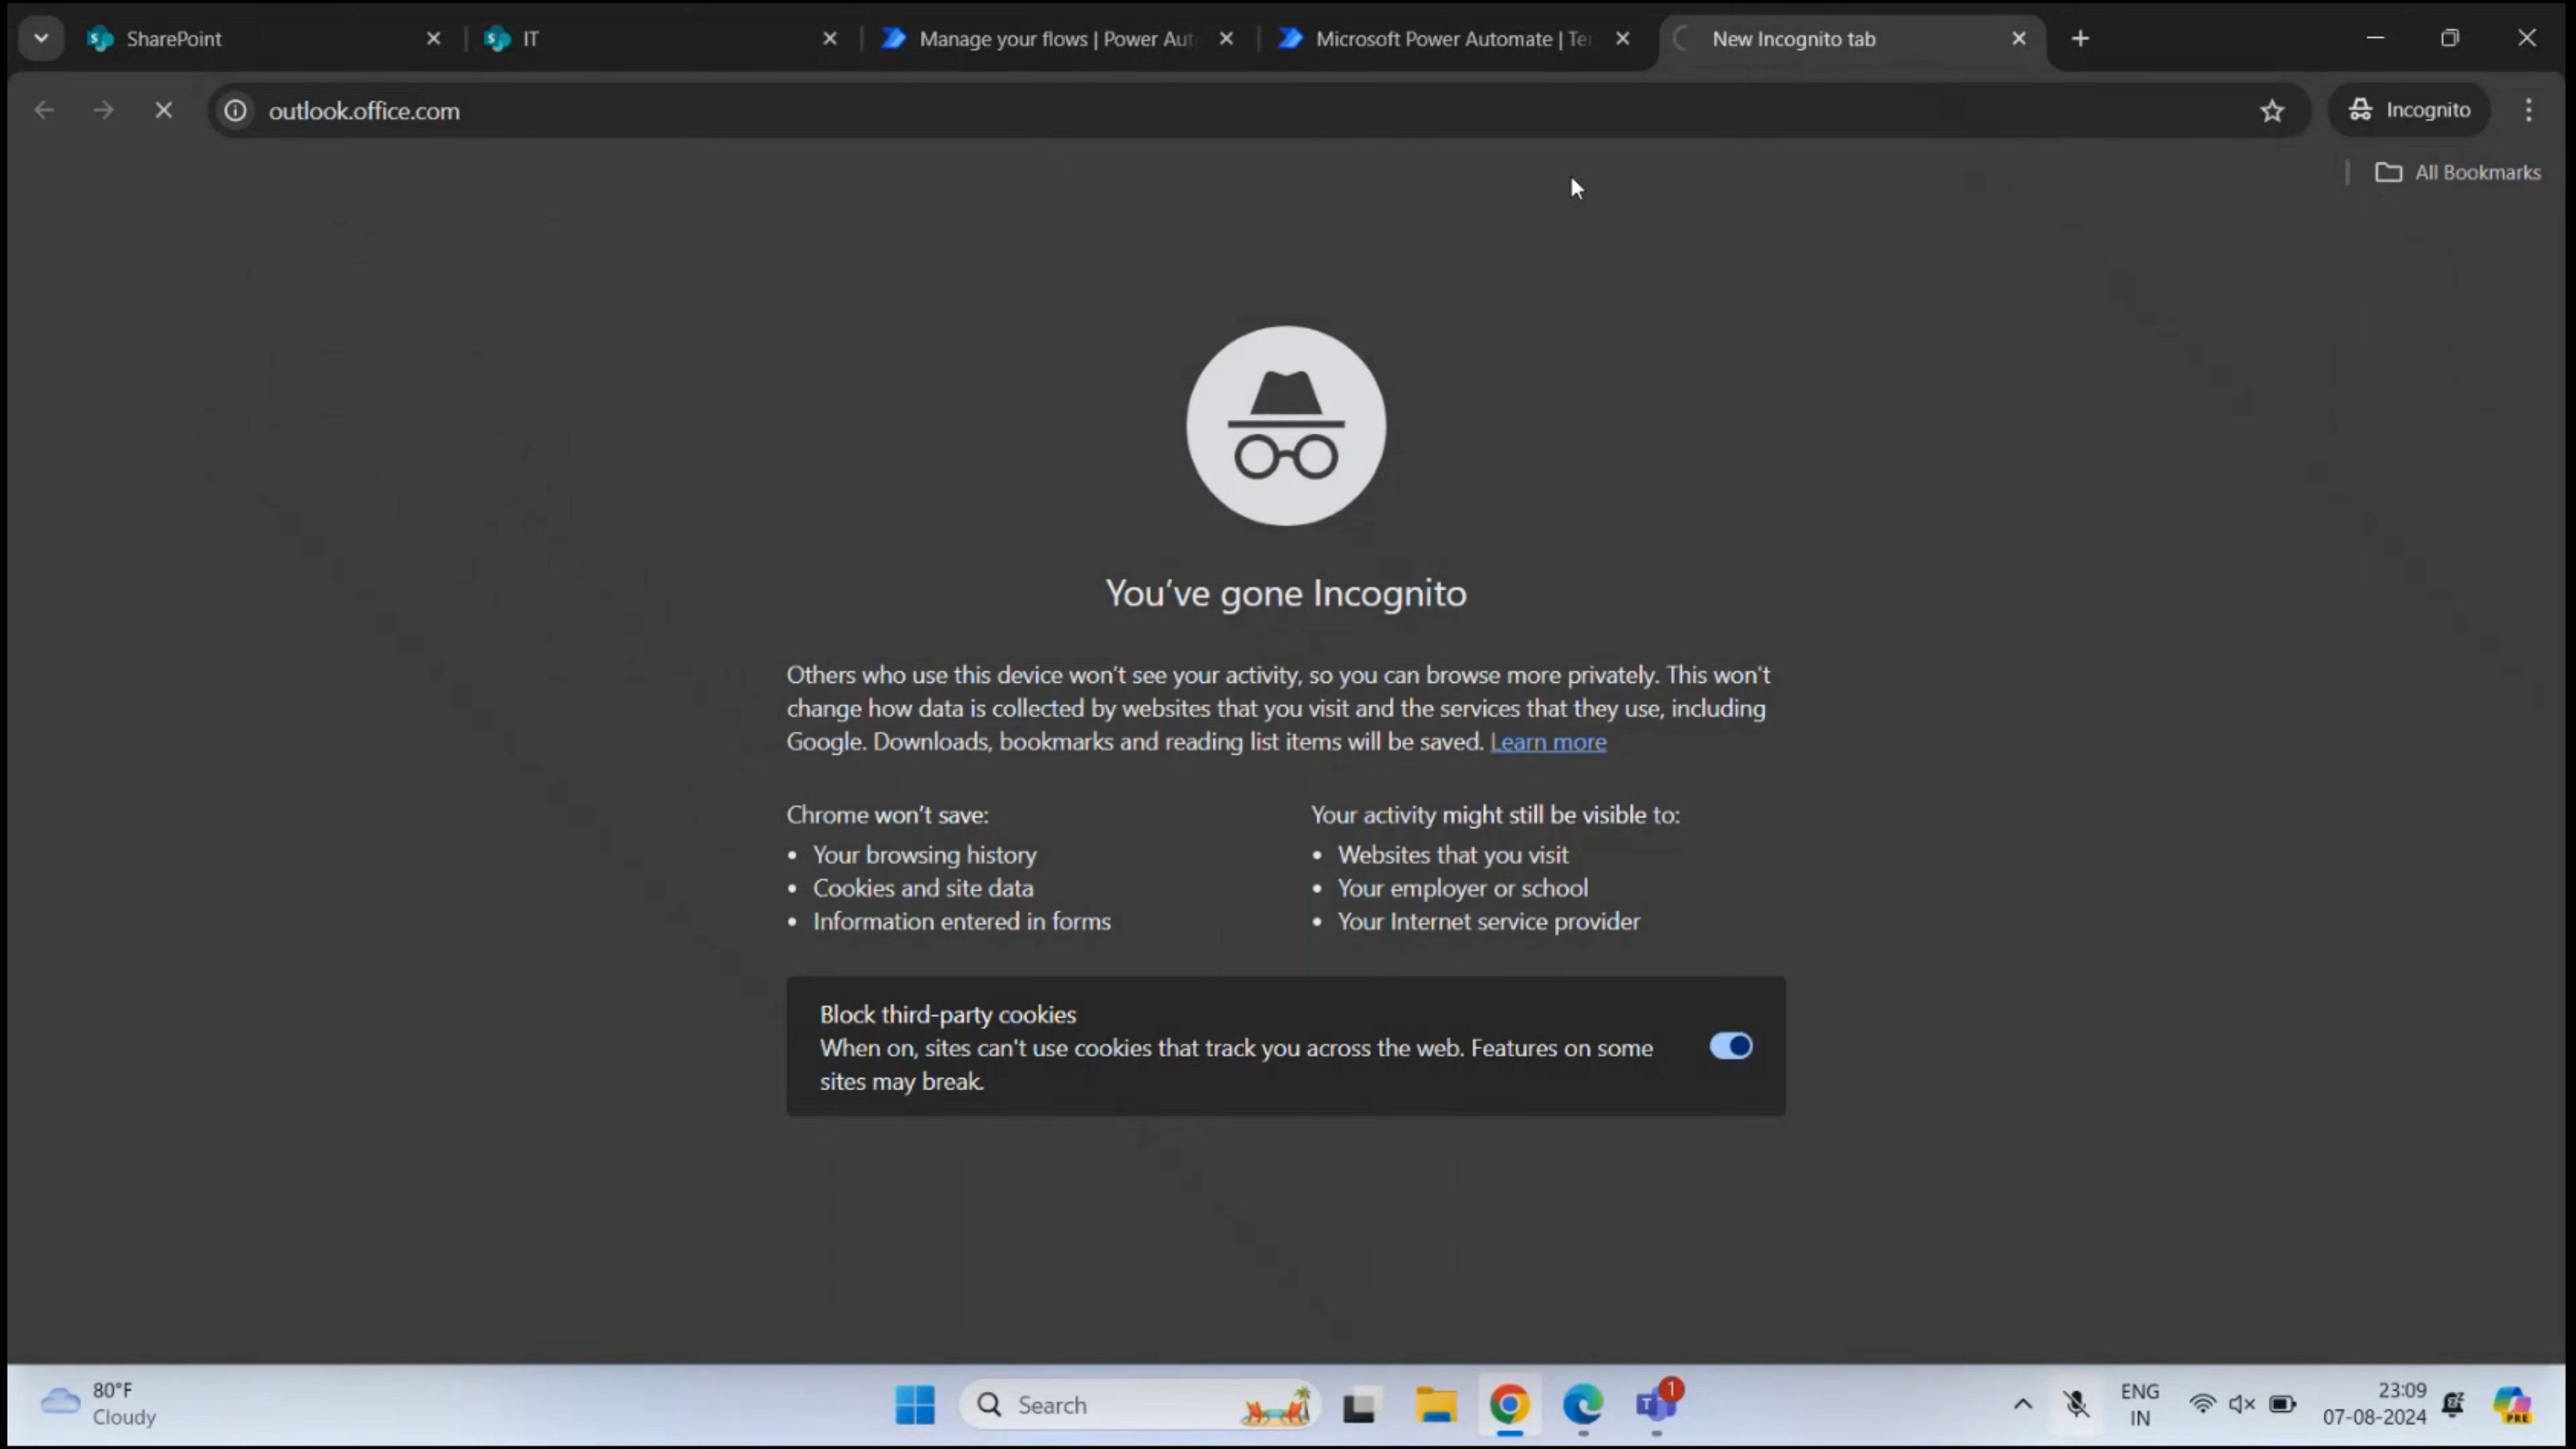 SharePoint
IT
Manage your flows | Power Aut
Microsoft Power Automate | Ter
New Incognito tab
outlook.office.com
Incognito
All Bookmarks
You've gone Incognito
Others who use this device won't see your activity, so you can browse more privately. This won't
change how data is collected by websites that you visit and the services that they use, including
Google. Downloads, bookmarks and reading list items will be saved. Learn more
Chrome won't save:
• Your browsing history
• Cookies and site data
• Information entered in forms
Your activity might still be visible to:
• Websites that you visit
• Your employer or school
• Your Internet service provider
Block third-party cookies
When on, sites can't use cookies that track you across the web. Features on some
sites may break.
80°F
Cloudy
Search
1
ENG
IN
23:09
07-08-2024
PRE